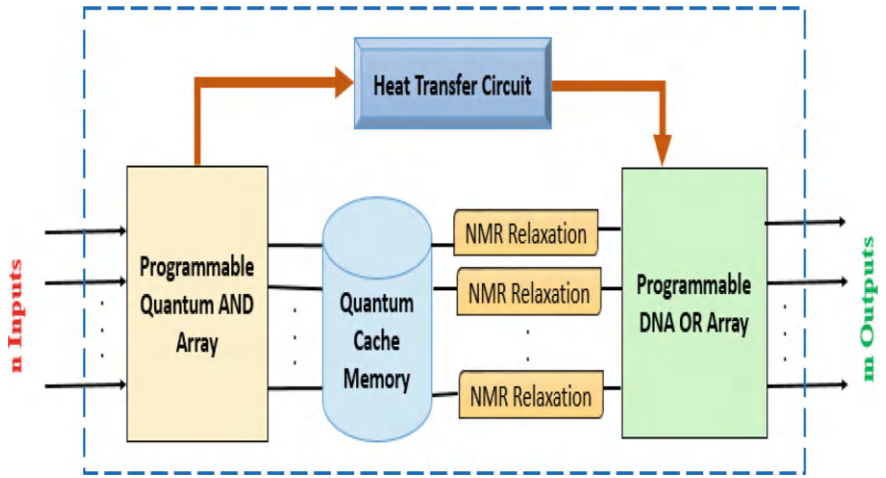 Heat Transfer Circuit
n Inputs
Programmable
Quantum AND
Array
Quantum
Cache
Memory
NMR Relaxation
NMR Relaxation
NMR Relaxation
Programmable
DNA OR Array
m Outputs